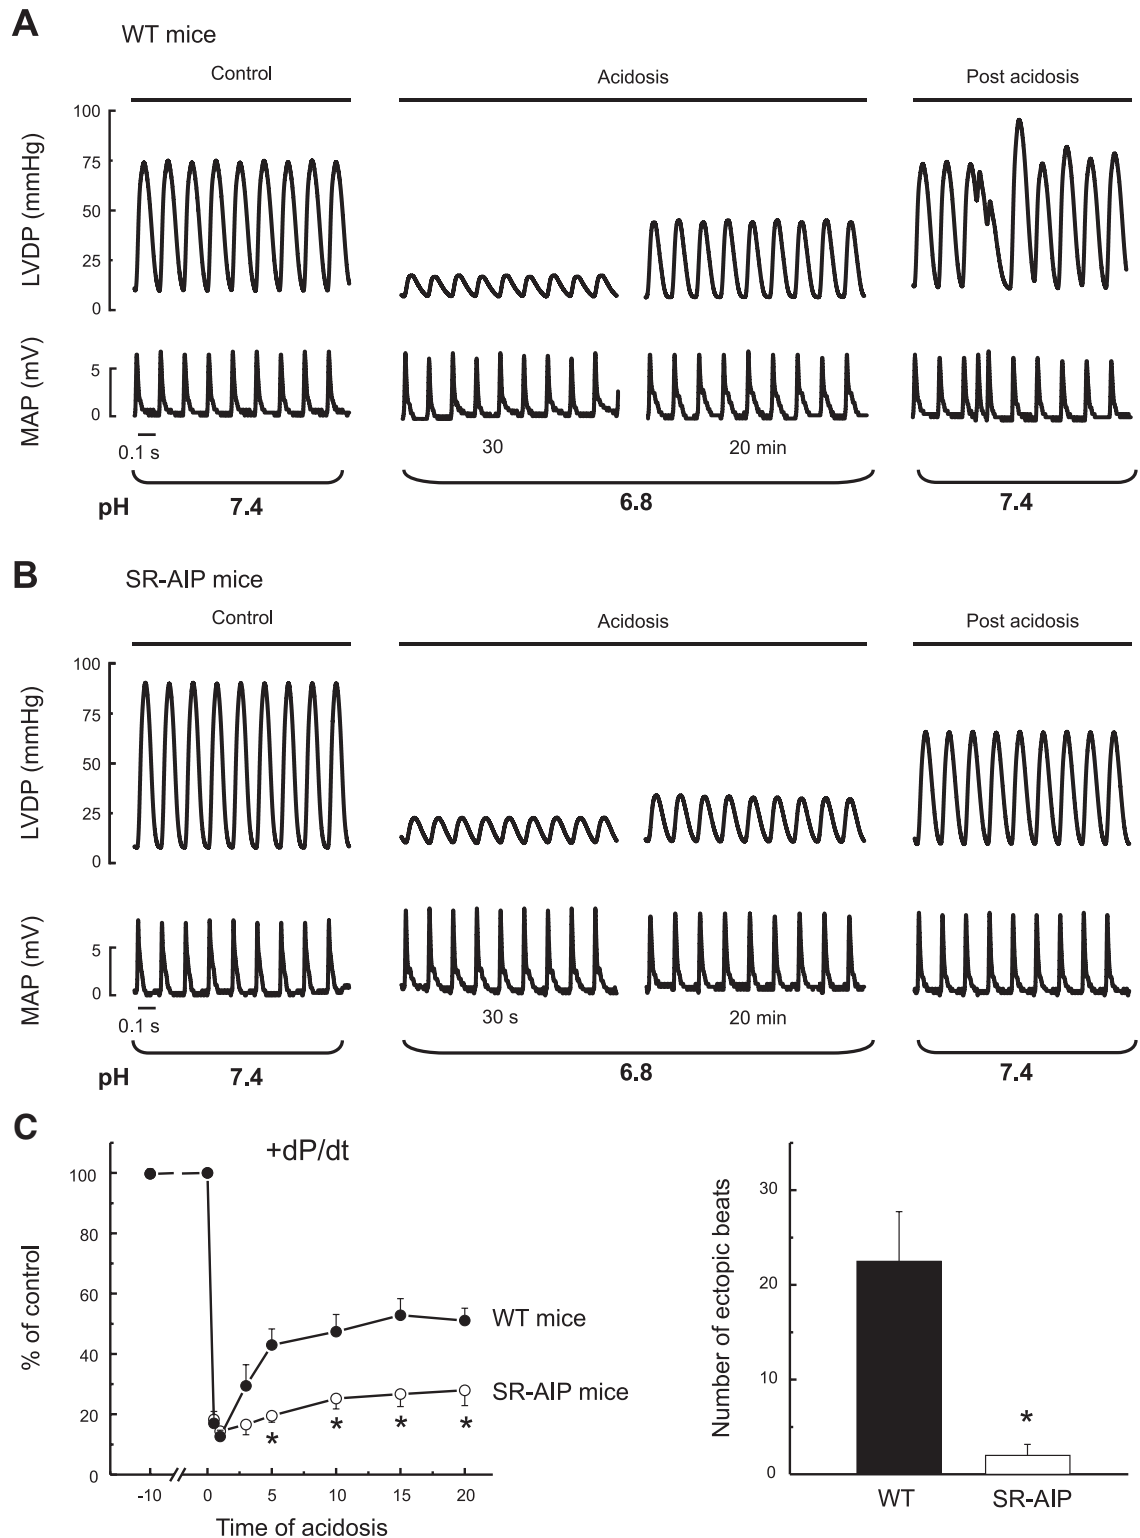 A
WT mice
Control
Acidosis
Post acidosis
LVDP (mmHg)
100
75
50
25
0
MAP (mV)
5
0
0.1 s
30
20 min
pH
7.4
6.8
7.4
B
SR-AIP mice
Control
Acidosis
Post acidosis
LVDP (mmHg)
100
75
50
25
0
MAP (mV)
5
0
0.1 s
30 s
20 min
pH
7.4
6.8
7.4
C
+dP/dt
% of control
100
80
60
40
20
0
WT mice
SR-AIP mice
* * * *
-10 0 5 10 15 20
Time of acidosis
Number of ectopic beats
30
20
10
0
*
WT SR-AIP